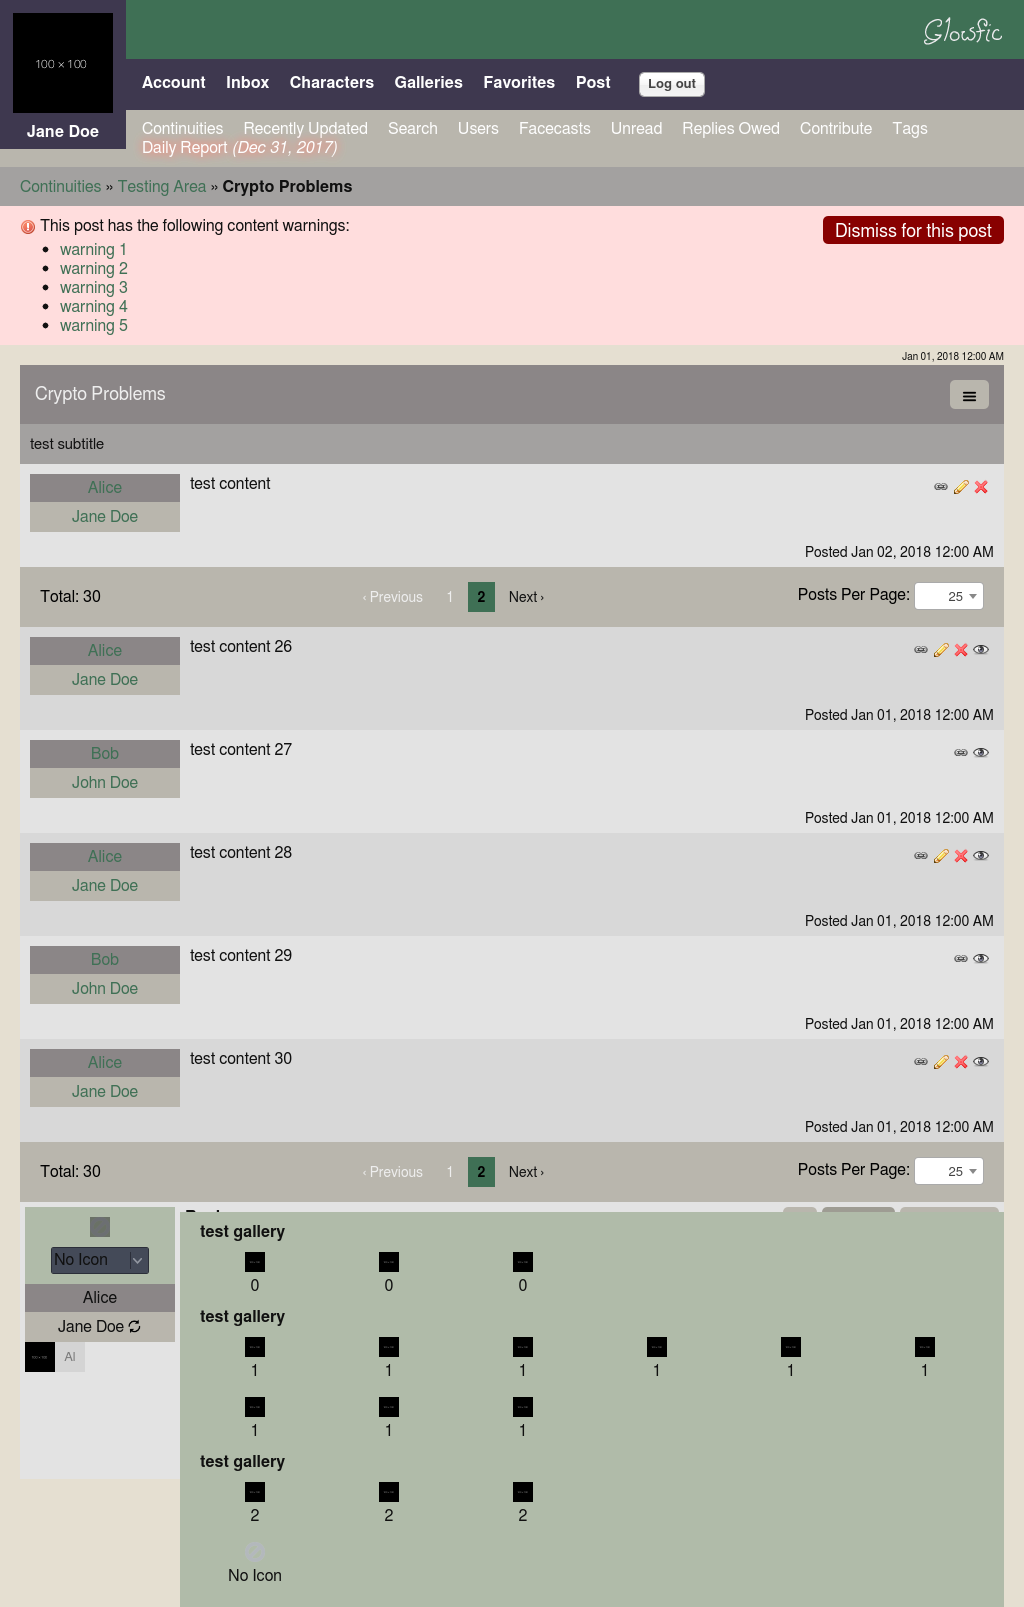 100 × 100
Jane Doe
Glowfic
Account Inbox Characters Galleries Favorites Post Log out
Continuities Recently Updated Search Users Facecasts Unread Replies Owed Contribute Tags
Daily Report (Dec 31, 2017)
Continuities » Testing Area » Crypto Problems
This post has the following content warnings:
Dismiss for this post
• warning 1
• warning 2
• warning 3
• warning 4
• warning 5
Jan 01, 2018 12:00 AM
Crypto Problems
test subtitle
Alice
Jane Doe
test content
Posted Jan 02, 2018 12:00 AM
Total: 30 ‹ Previous 1 2 Next › Posts Per Page: 25
Alice
Jane Doe
test content 26
Posted Jan 01, 2018 12:00 AM
Bob
John Doe
test content 27
Posted Jan 01, 2018 12:00 AM
Alice
Jane Doe
test content 28
Posted Jan 01, 2018 12:00 AM
Bob
John Doe
test content 29
Posted Jan 01, 2018 12:00 AM
Alice
Jane Doe
test content 30
Posted Jan 01, 2018 12:00 AM
Total: 30 ‹ Previous 1 2 Next › Posts Per Page: 25
No Icon
Alice
Jane Doe
Al
test gallery
0 0 0
test gallery
1 1 1 1 1 1
1 1 1
test gallery
2 2 2
No Icon